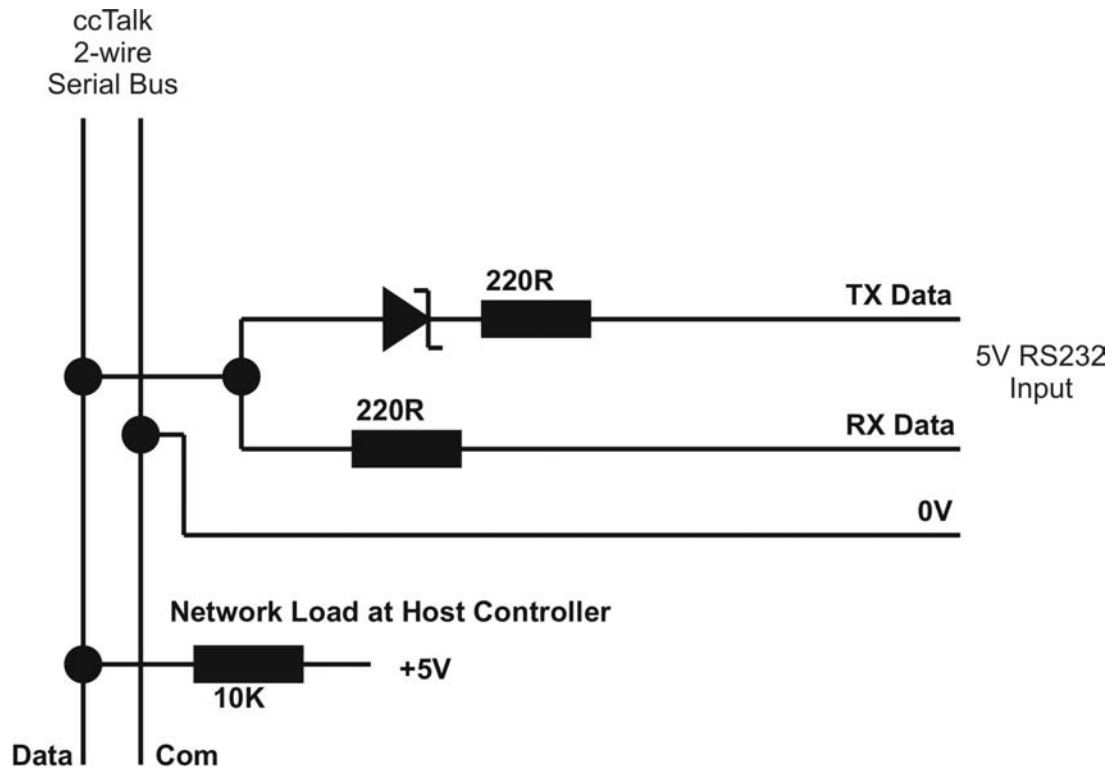 ccTalk
2-wire
Serial Bus
220R
TX Data
5V RS232
Input
220R
RX Data
0V
Network Load at Host Controller
+5V
10K
Data
Com